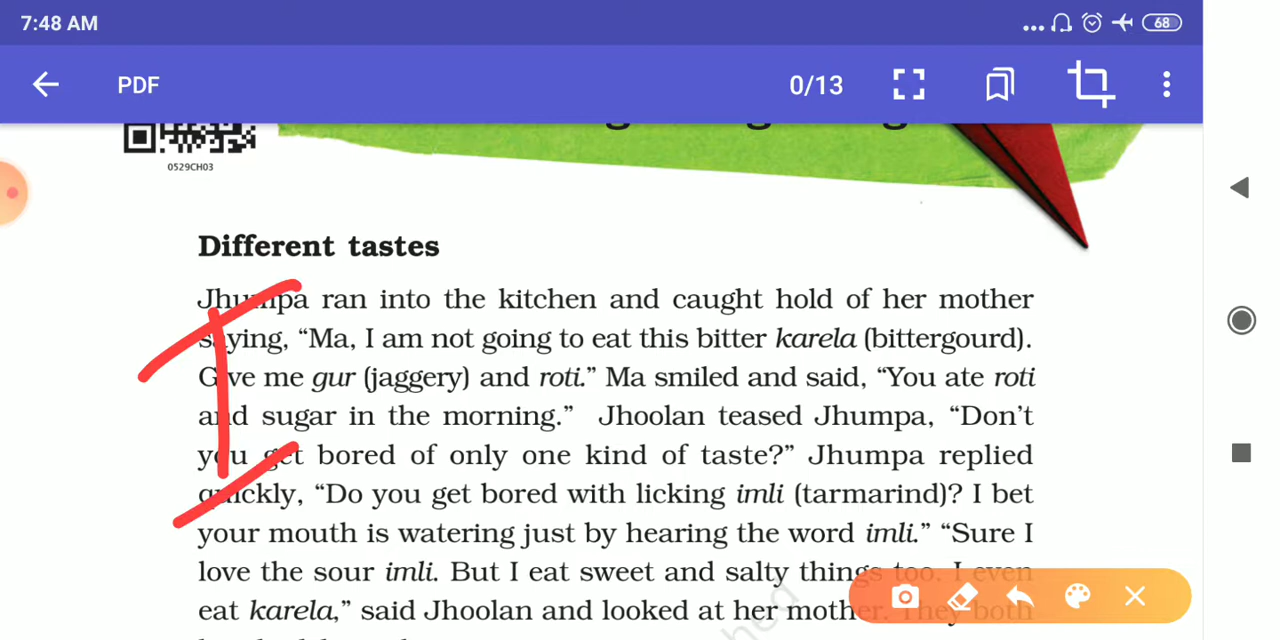 7:48 AM
68
PDF
0/13
0529CH03
Different tastes
Jhumpa ran into the kitchen and caught hold of her mother
saying, “Ma, I am not going to eat this bitter karela (bittergourd).
Give me gur (jaggery) and roti.” Ma smiled and said, “You ate roti
and sugar in the morning.” Jhoolan teased Jhumpa, “Don’t
you get bored of only one kind of taste?” Jhumpa replied
quickly, “Do you get bored with licking imli (tarmarind)? I bet
your mouth is watering just by hearing the word imli.” “Sure I
love the sour imli. But I eat sweet and salty things too. I even
eat karela,” said Jhoolan and looked at her mother. They both